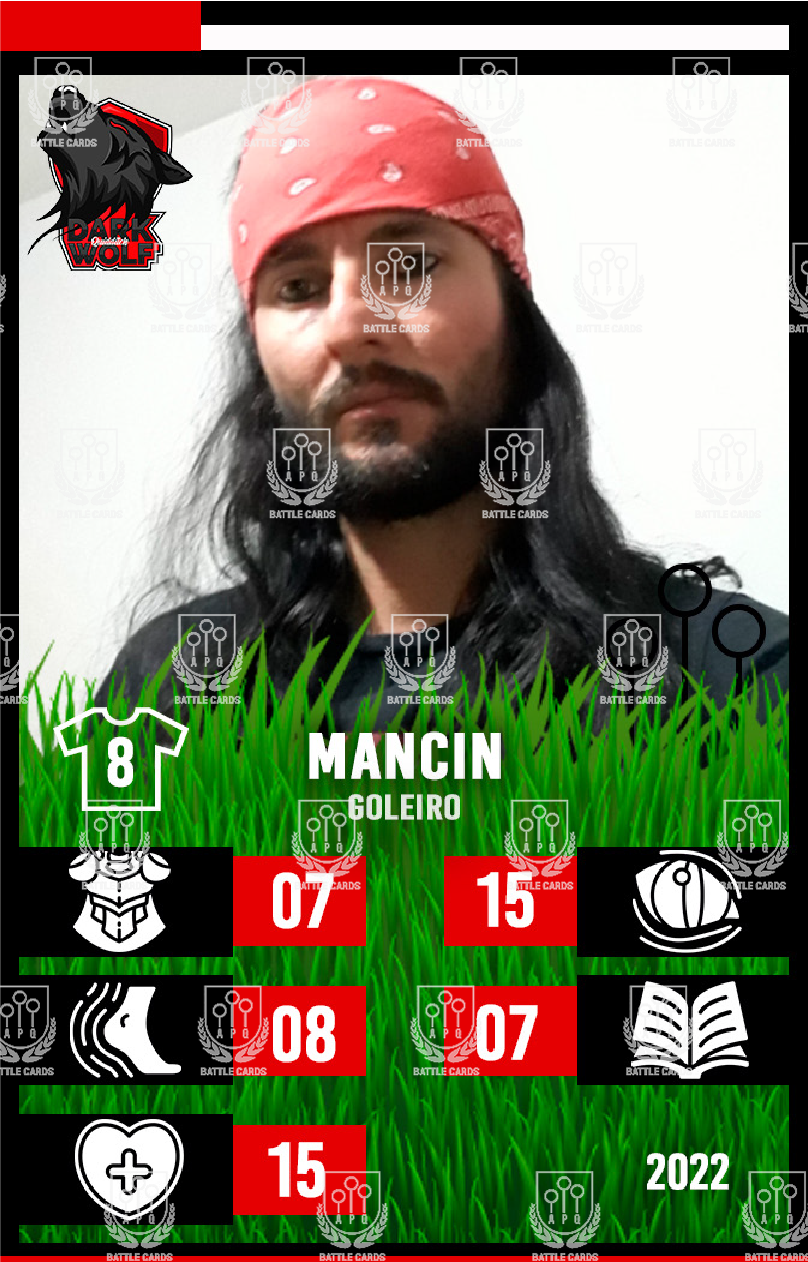 DARK
Quidditch
WOLF
8
MANCIN
GOLEIRO
07
15
08
07
15
2022
APQ
BATTLE CARDS